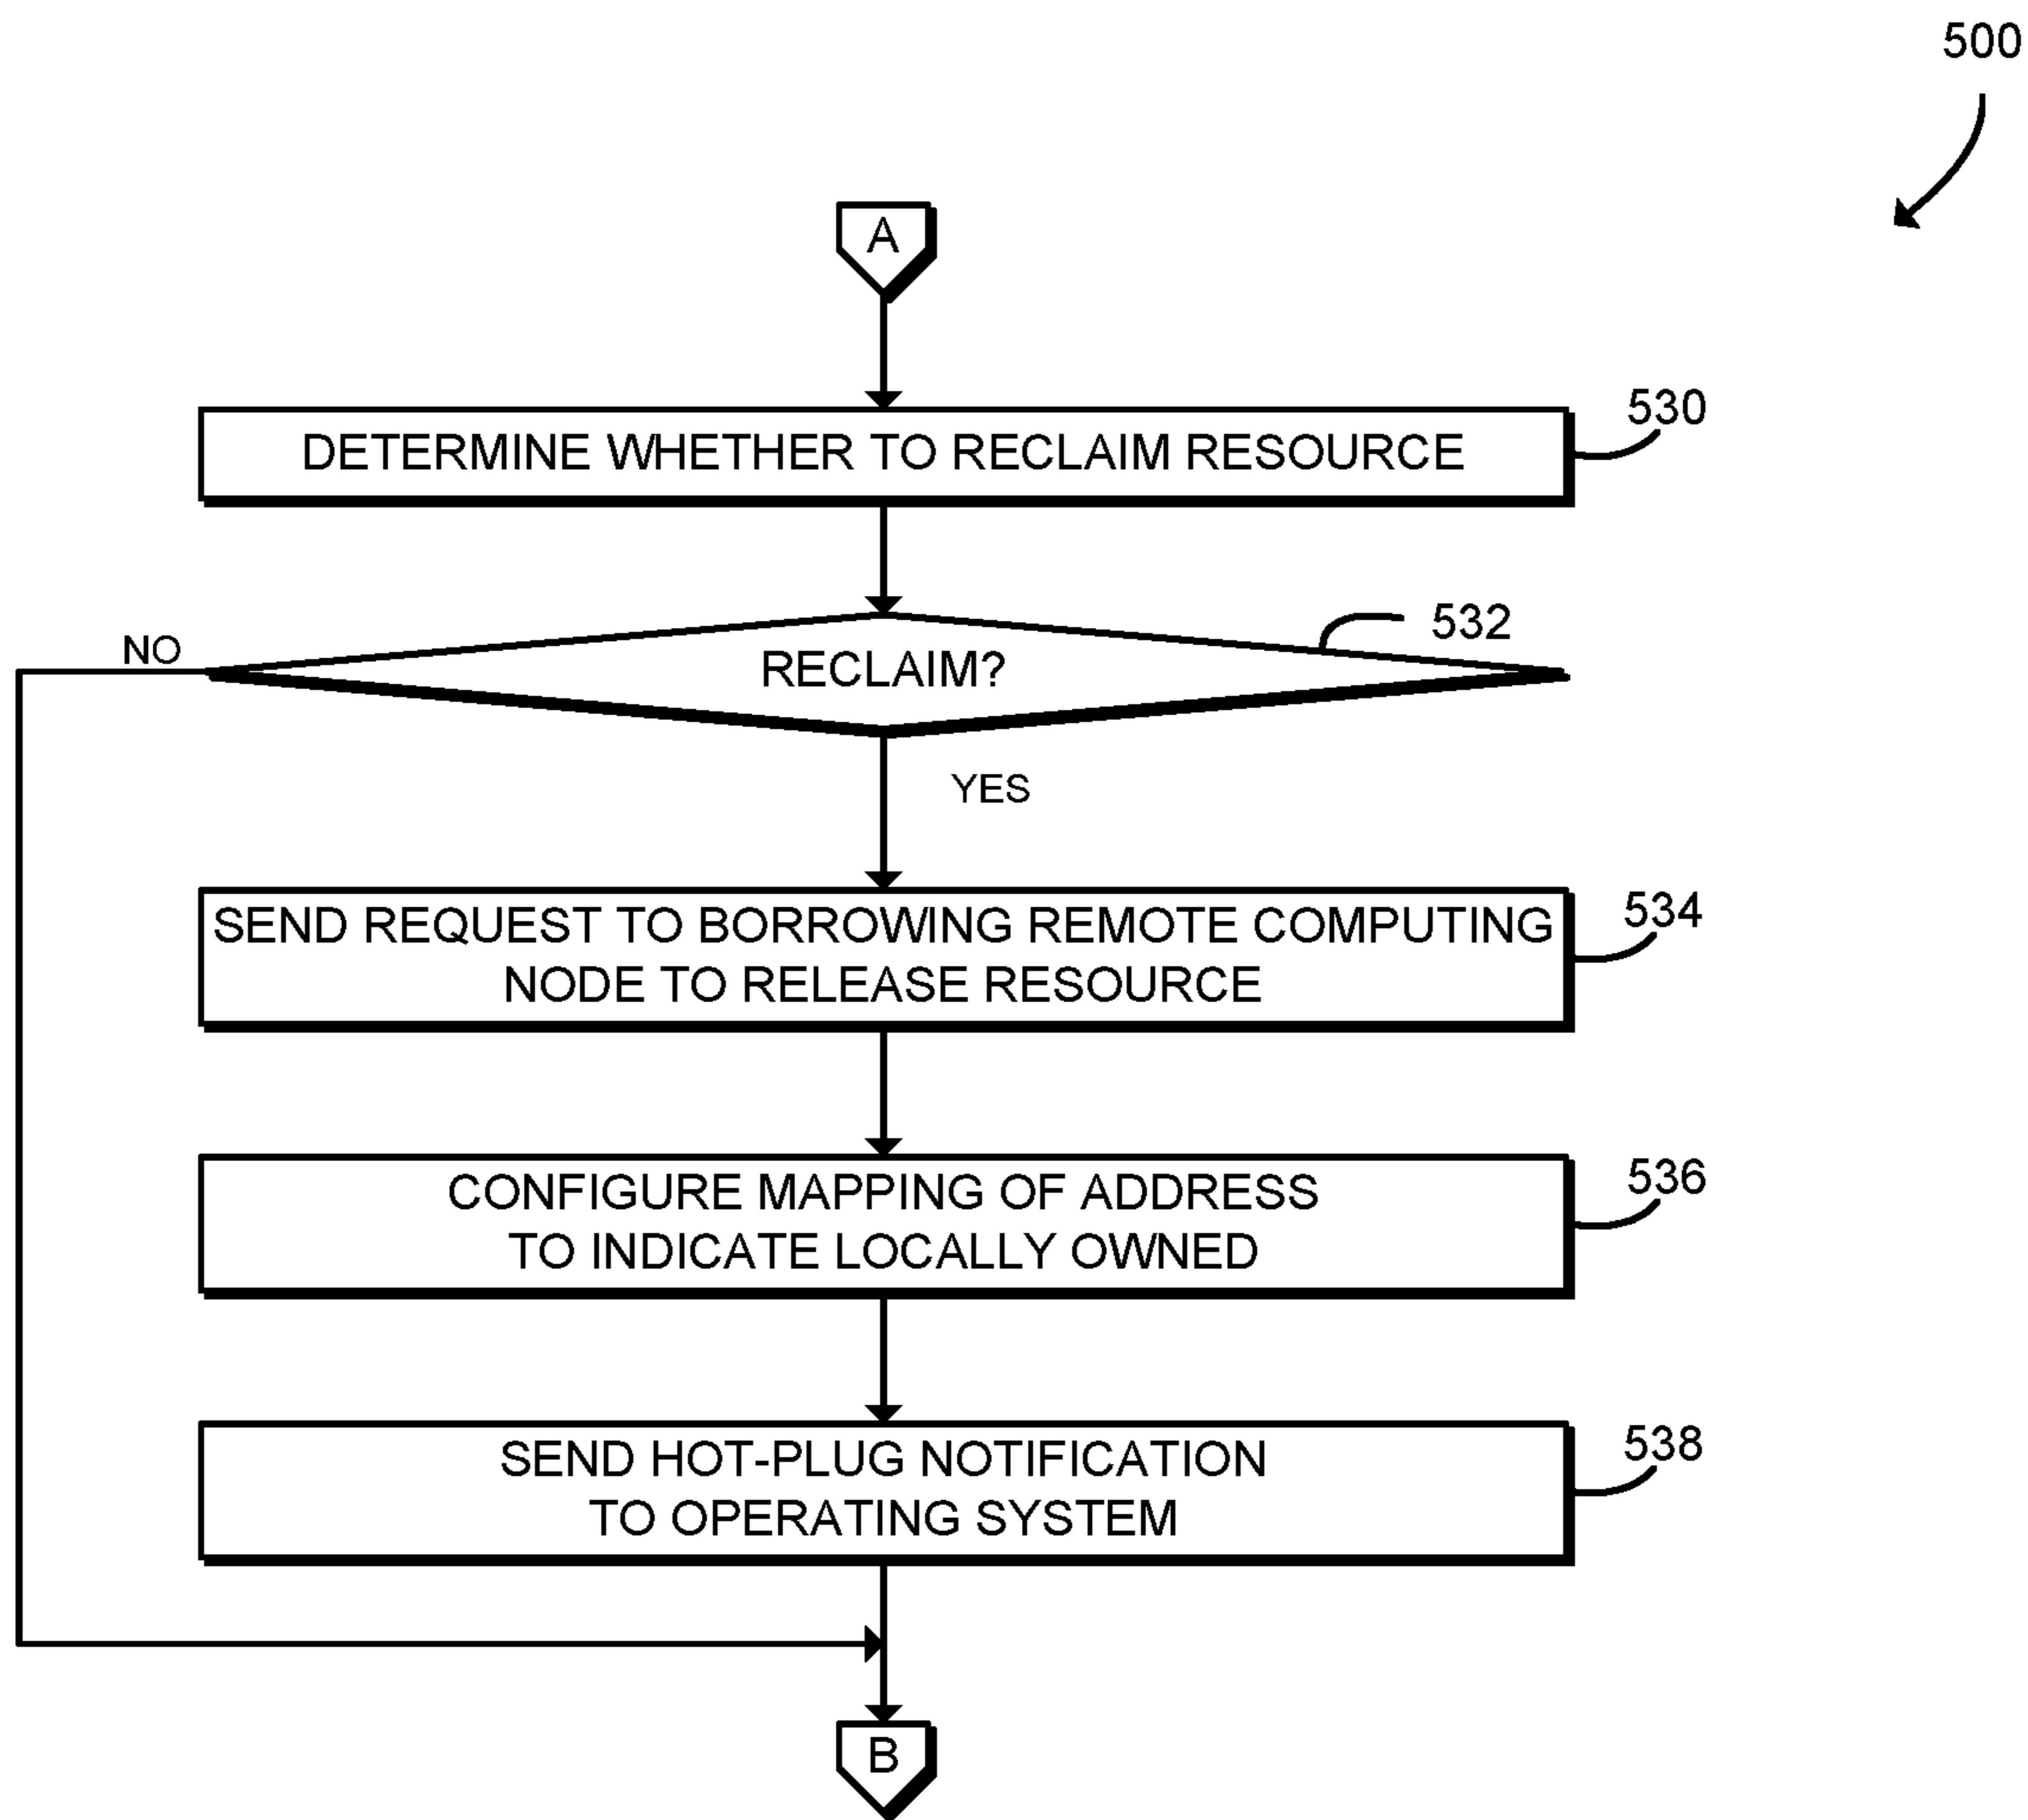 500
A
DETERMINE WHETHER TO RECLAIM RESOURCE
530
NO
RECLAIM?
532
YES
SEND REQUEST TO BORROWING REMOTE COMPUTING
NODE TO RELEASE RESOURCE
534
CONFIGURE MAPPING OF ADDRESS
TO INDICATE LOCALLY OWNED
536
SEND HOT-PLUG NOTIFICATION
TO OPERATING SYSTEM
538
B